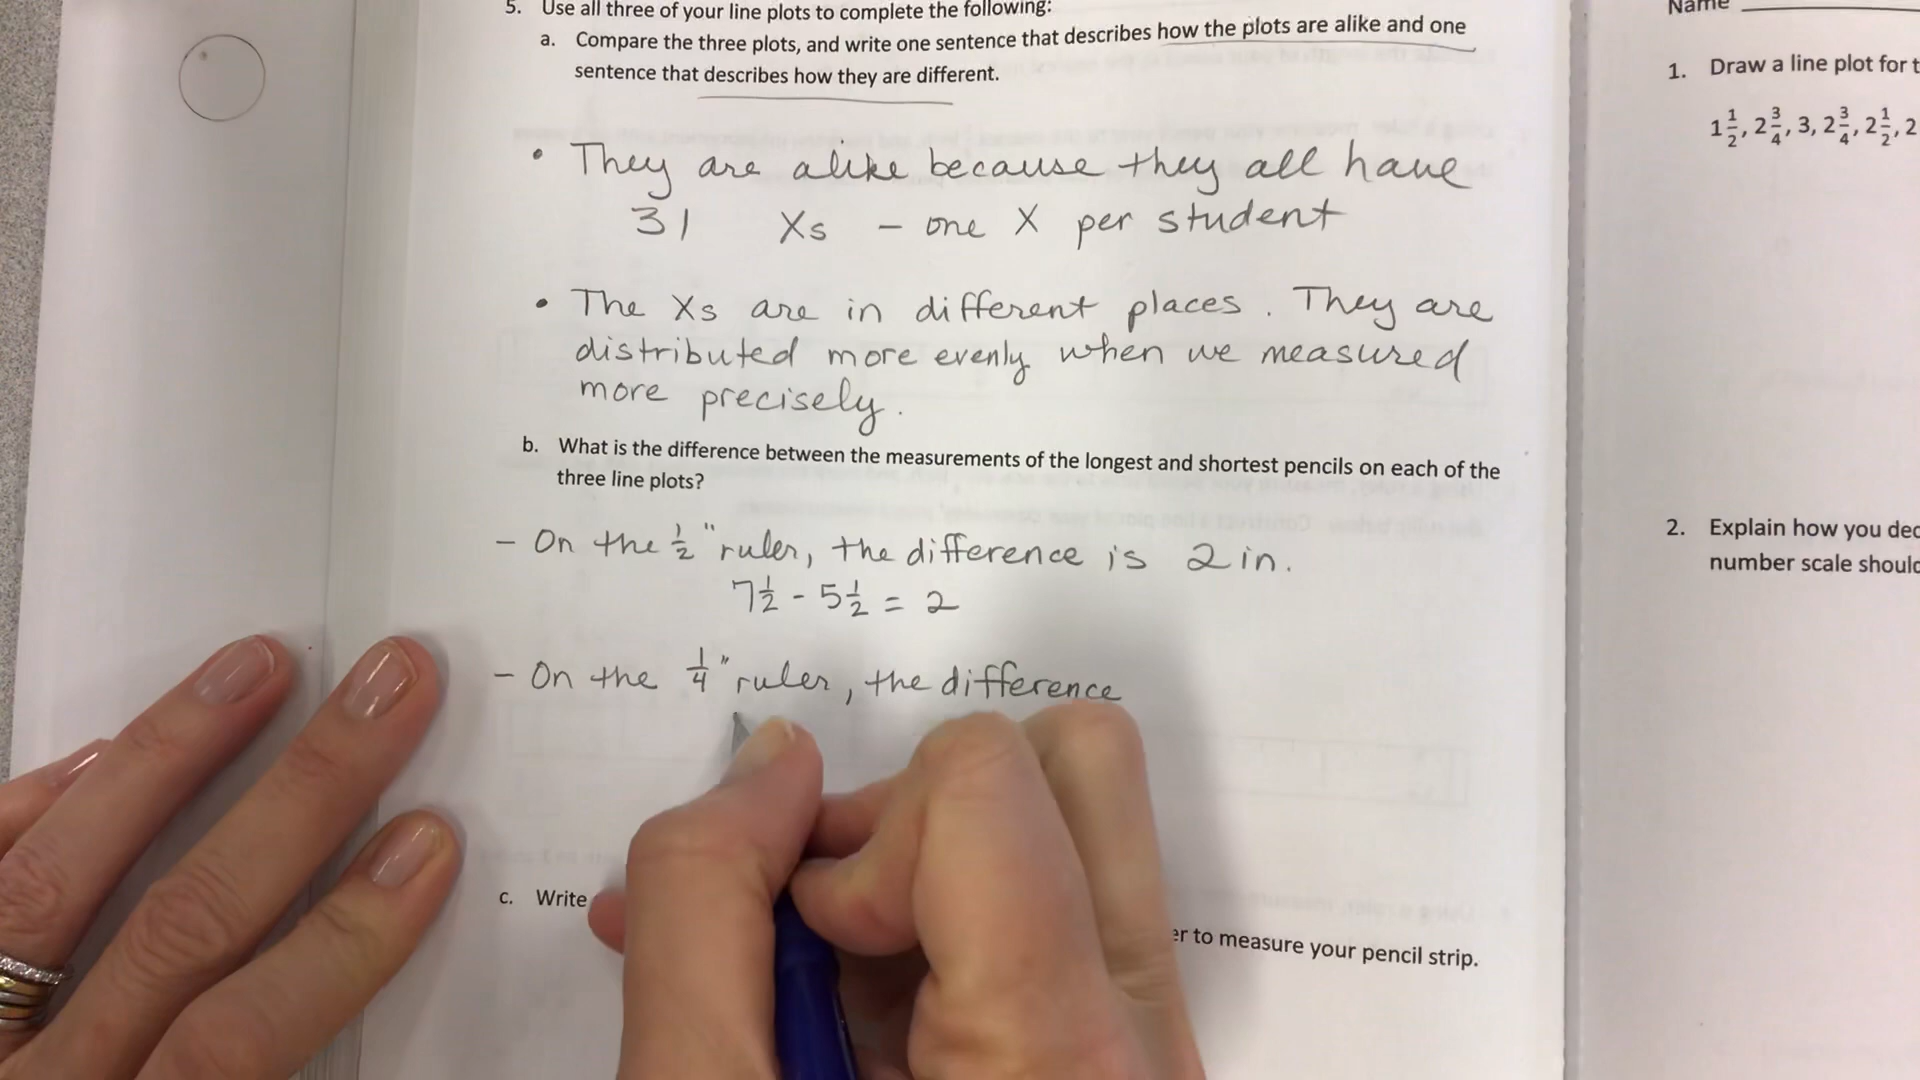 5. Use all three of your line plots to complete the following:
a. Compare the three plots, and write one sentence that describes how the plots are alike and one
sentence that describes how they are different.
• They are alike because they all have
31 Xs - one X per student
• The Xs are in different places. They are
distributed more evenly when we measured
more precisely.
b. What is the difference between the measurements of the longest and shortest pencils on each of the
three line plots?
- On the 1/2" ruler, the difference is 2 in.
7 1/2 - 5 1/2 = 2
- On the 1/4" ruler, the difference
c. Write
er to measure your pencil strip.
Name
1. Draw a line plot for t
1 1/2, 2 3/4, 3, 2 3/4, 2 1/2, 2
2. Explain how you dec
number scale should